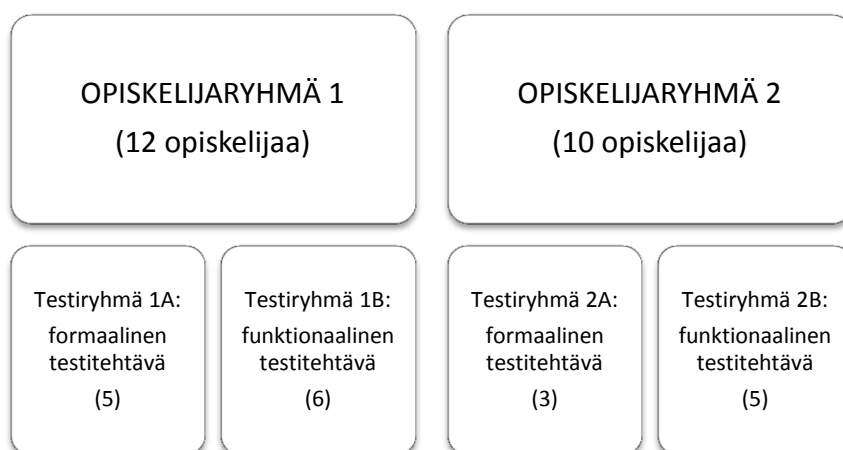 OPISKELIJARYHMÄ 1
(12 opiskelijaa)
OPISKELIJARYHMÄ 2
(10 opiskelijaa)
Testiryhmä 1A:
formaalinen
testitehtävä
(5)
Testiryhmä 1B:
funktionaalinen
testitehtävä
(6)
Testiryhmä 2A:
formaalinen
testitehtävä
(3)
Testiryhmä 2B:
funktionaalinen
testitehtävä
(5)